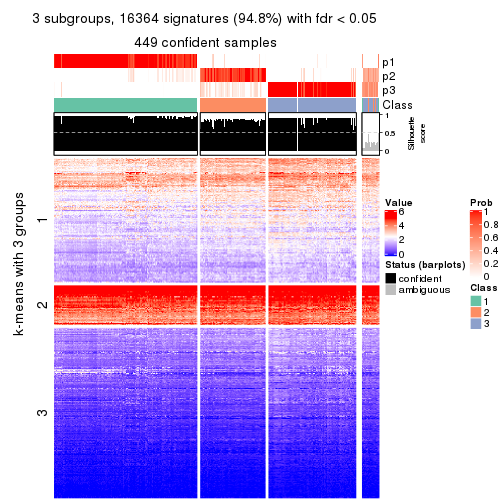 3 subgroups, 16364 signatures (94.8%) with fdr < 0.05
449 confident samples
p1
p2
p3
Class
1
0.5
0
Silhouette
score
k-means with 3 groups
1
2
3
Value
6
4
2
0
Status (barplots)
confident
ambiguous
Prob
1
0.8
0.6
0.4
0.2
0
Class
1
2
3